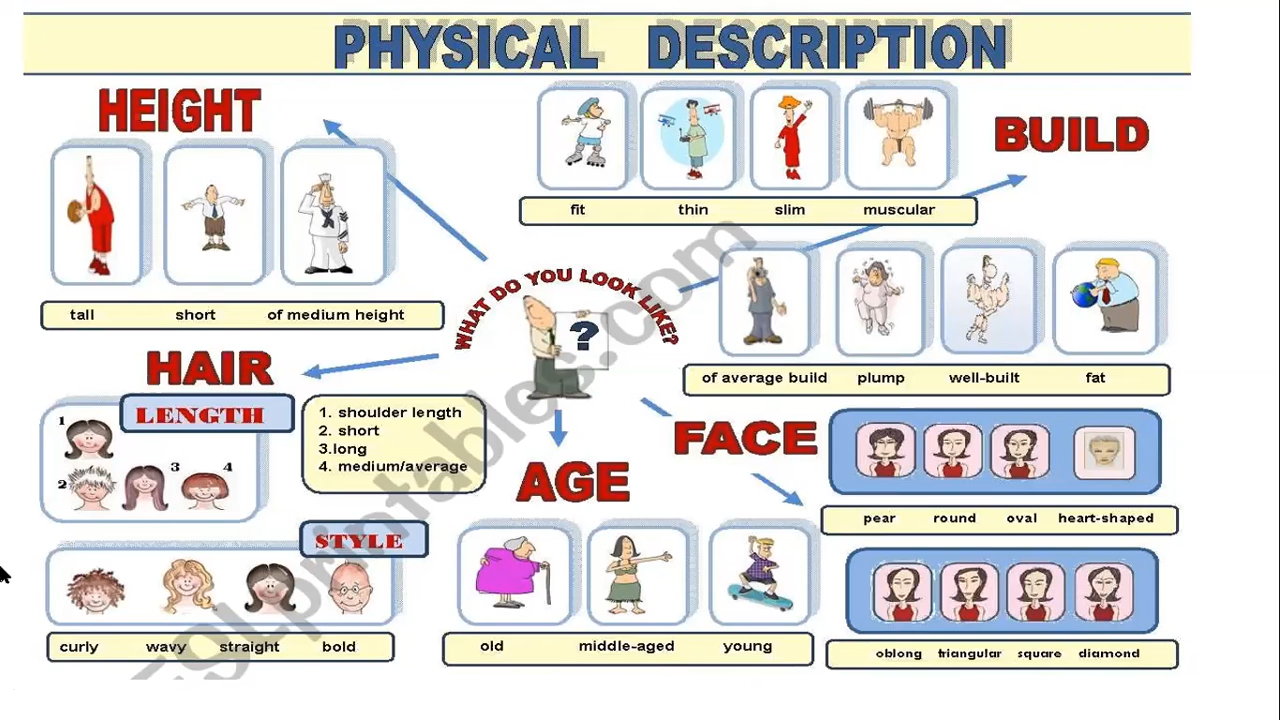 PHYSICAL DESCRIPTION
HEIGHT
BUILD
fit thin slim muscular
tall short of medium height
WHAT DO YOU LOOK LIKE?
?
of average build plump well-built fat
HAIR
LENGTH
1
2
3
4
1. shoulder length
2. short
3.long
4. medium/average
STYLE
curly wavy straight bold
AGE
old middle-aged young
FACE
pear round oval heart-shaped
oblong triangular square diamond
ESLprintables.com